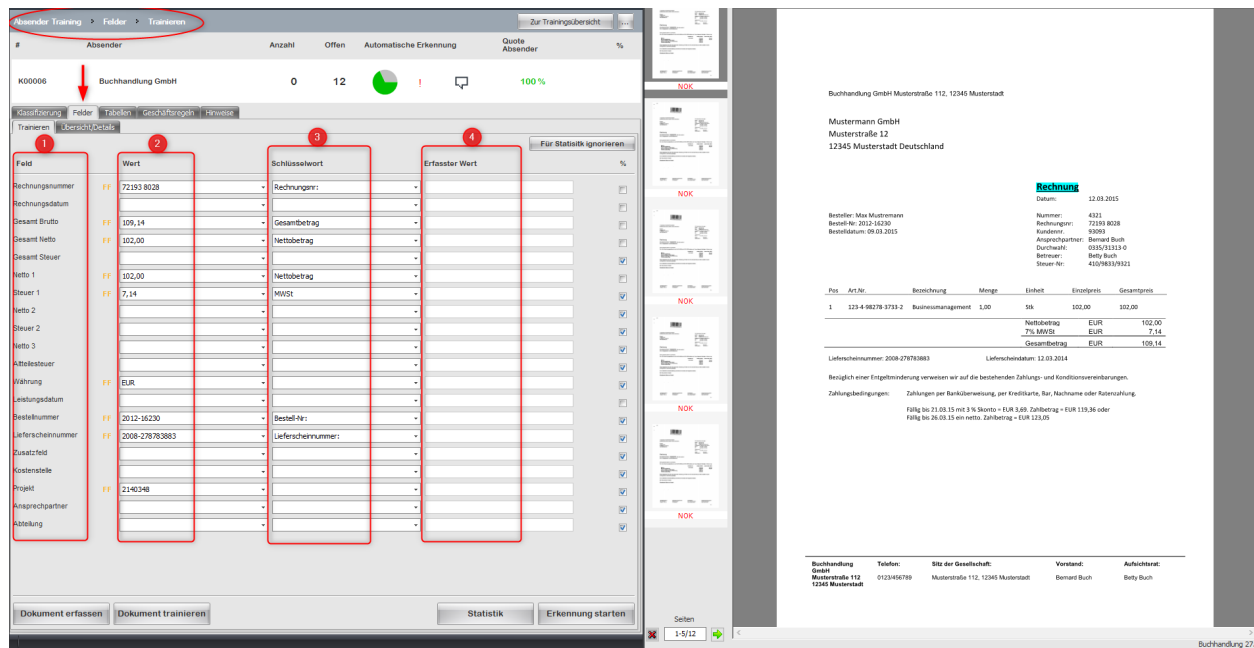 Absender Training > Felder > Trainieren
Zur Trainingsübersicht ...
# Absender Anzahl Offen Automatische Erkennung Quote Absender %
K00006 Buchhandlung GmbH 0 12 ! 100 %
Klassifizierung Felder Tabellen Geschäftsregeln Hinweise
Trainieren Übersicht/Details
1 2 3 4
Für Statisitk ignorieren
Feld Wert Schlüsselwort Erfasster Wert %
Rechnungsnummer FF 72193 8028 Rechnungsnr:
Rechnungsdatum
Gesamt Brutto FF 109,14 Gesamtbetrag
Gesamt Netto FF 102,00 Nettobetrag
Gesamt Steuer
Netto 1 FF 102,00 Nettobetrag
Steuer 1 FF 7,14 MWSt
Netto 2
Steuer 2
Netto 3
Altteilesteuer
Währung FF EUR
Leistungsdatum
Bestellnummer FF 2012-16230 Bestell-Nr:
Lieferscheinnummer FF 2008-278783883 Lieferscheinnummer:
Zusatzfeld
Kostenstelle
Projekt FF 2140348
Ansprechpartner
Abteilung
Dokument erfassen Dokument trainieren Statistik Erkennung starten
NOK
NOK
NOK
NOK
NOK
Seiten
1-5/12
Buchhandlung GmbH Musterstraße 112, 12345 Musterstadt
Mustermann GmbH
Musterstraße 12
12345 Musterstadt Deutschland
Rechnung
Datum: 12.03.2015
Besteller: Max Mustremann
Bestell-Nr: 2012-16230
Bestelldatum: 09.03.2015
Nummer: 4321
Rechnungsnr: 72193 8028
Kundennr. 93093
Ansprechpartner: Bernard Buch
Durchwahl: 0335/31313-0
Betreuer: Betty Buch
Steuer-Nr: 410/9833/9321
Pos Art.Nr. Bezeichnung Menge Einheit Einzelpreis Gesamtpreis
1 123-4-98278-3733-2 Businessmanagement 1,00 Stk 102,00 102,00
Nettobetrag EUR 102,00
7% MWSt EUR 7,14
Gesamtbetrag EUR 109,14
Lieferscheinnummer: 2008-278783883 Lieferscheindatum: 12.03.2014
Bezüglich einer Entgeltminderung verweisen wir auf die bestehenden Zahlungs- und Konditionsvereinbarungen.
Zahlungsbedingungen: Zahlungen per Banküberweisung, per Kreditkarte, Bar, Nachname oder Ratenzahlung.
Fällig bis 21.03.15 mit 3 % Skonto = EUR 3,69. Zahlbetrag = EUR 119,36 oder
Fällig bis 26.03.15 ein netto. Zahlbetrag = EUR 123,05
Buchhandlung GmbH
Musterstraße 112
12345 Musterstadt
Telefon:
0123/456789
Sitz der Gesellschaft:
Musterstraße 112, 12345 Musterstadt
Vorstand:
Bernard Buch
Aufsichtsrat:
Betty Buch
Buchhandlung 27